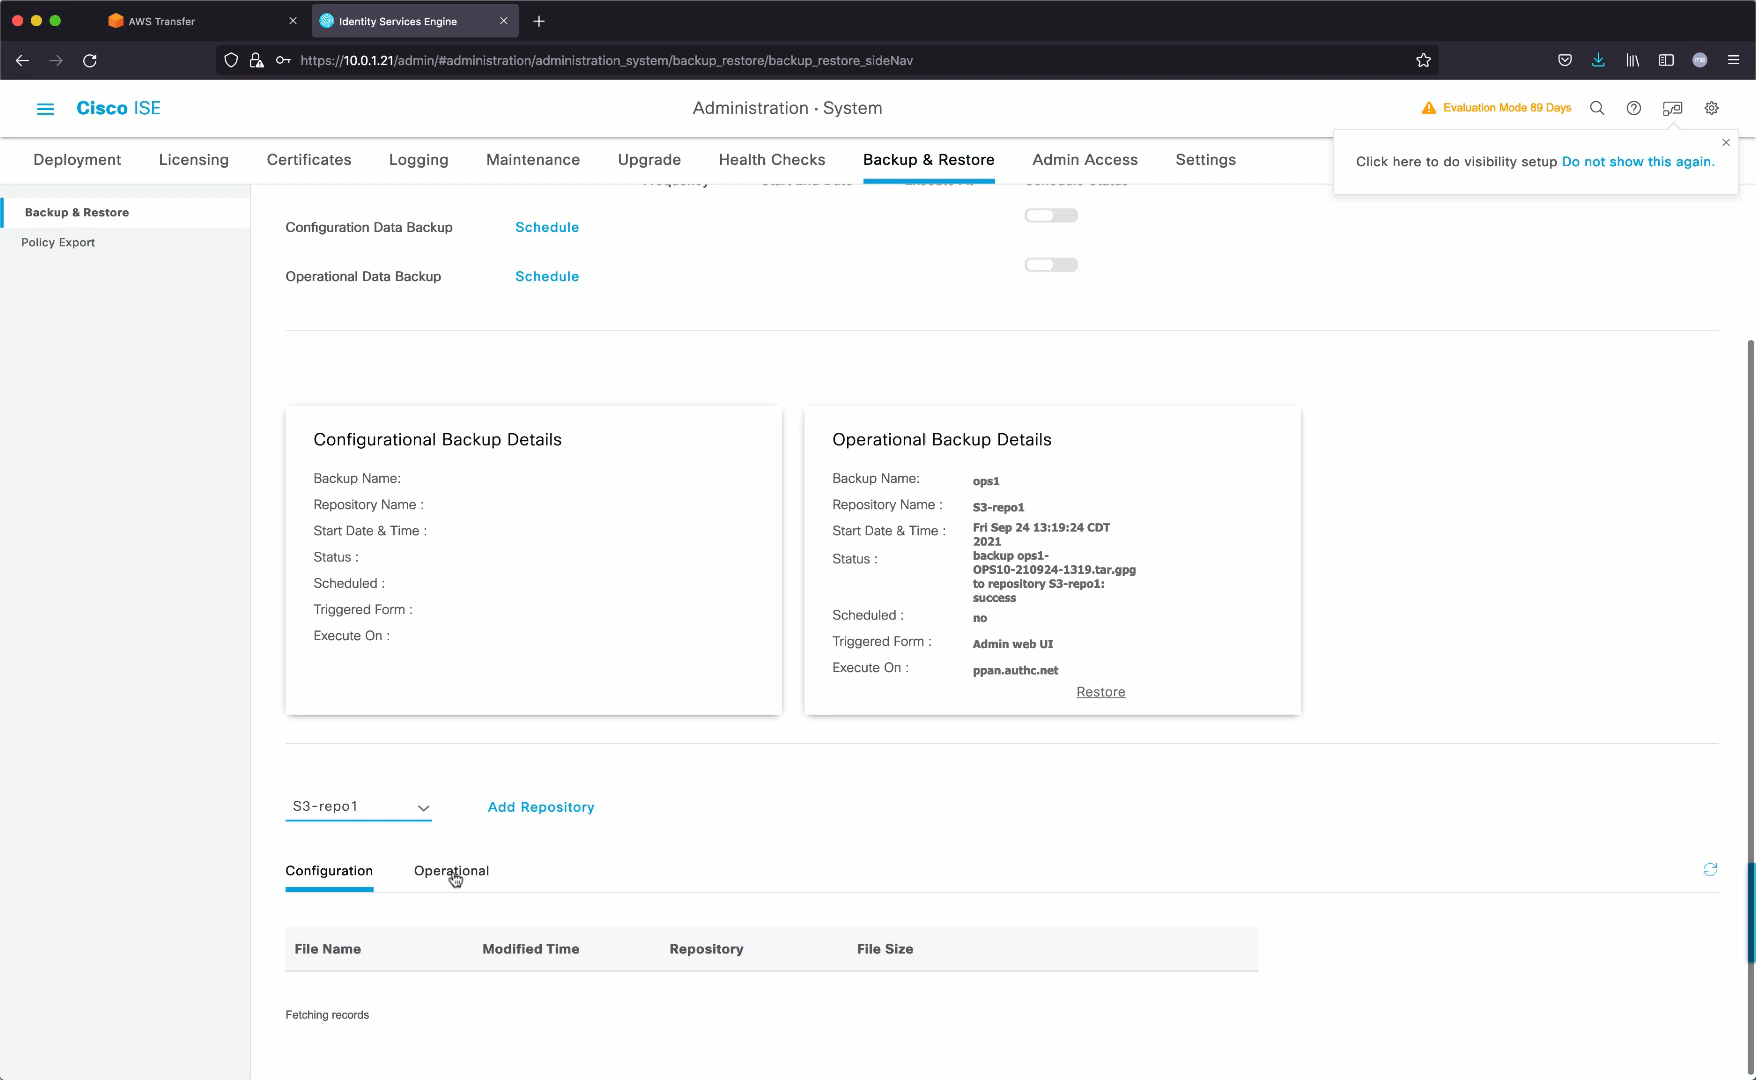 AWS Transfer
Identity Services Engine
https://10.0.1.21/admin/#administration/administration_system/backup_restore/backup_restore_sideNav
Cisco ISE
Administration · System
Evaluation Mode 89 Days
Click here to do visibility setup Do not show this again.
Deployment
Licensing
Certificates
Logging
Maintenance
Upgrade
Health Checks
Backup & Restore
Admin Access
Settings
Backup & Restore
Policy Export
Configuration Data Backup
Schedule
Operational Data Backup
Schedule
Configurational Backup Details
Backup Name:
Repository Name :
Start Date & Time :
Status :
Scheduled :
Triggered Form :
Execute On :
Operational Backup Details
Backup Name:
ops1
Repository Name :
S3-repo1
Start Date & Time :
Fri Sep 24 13:19:24 CDT
2021
Status :
backup ops1-
OPS10-210924-1319.tar.gpg
to repository S3-repo1:
success
Scheduled :
no
Triggered Form :
Admin web UI
Execute On :
ppan.authc.net
Restore
S3-repo1
Add Repository
Configuration
Operational
File Name
Modified Time
Repository
File Size
Fetching records